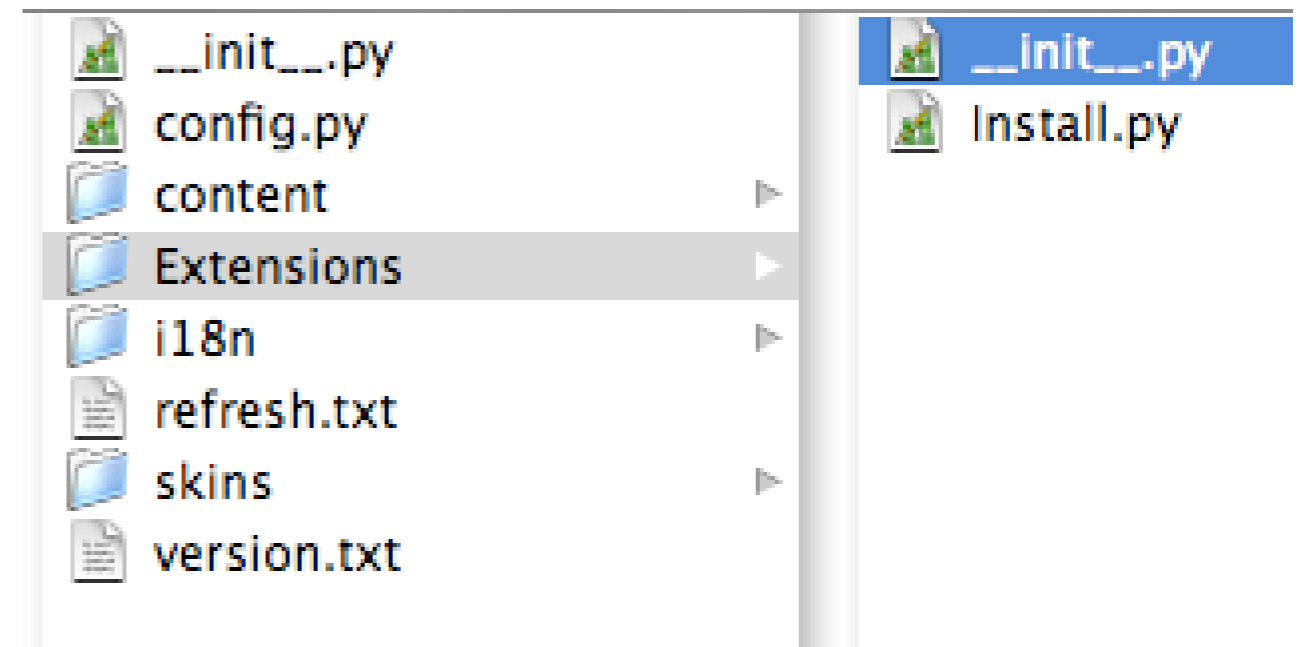 __init__.py
config.py
content
Extensions
i18n
refresh.txt
skins
version.txt
__init__.py
Install.py